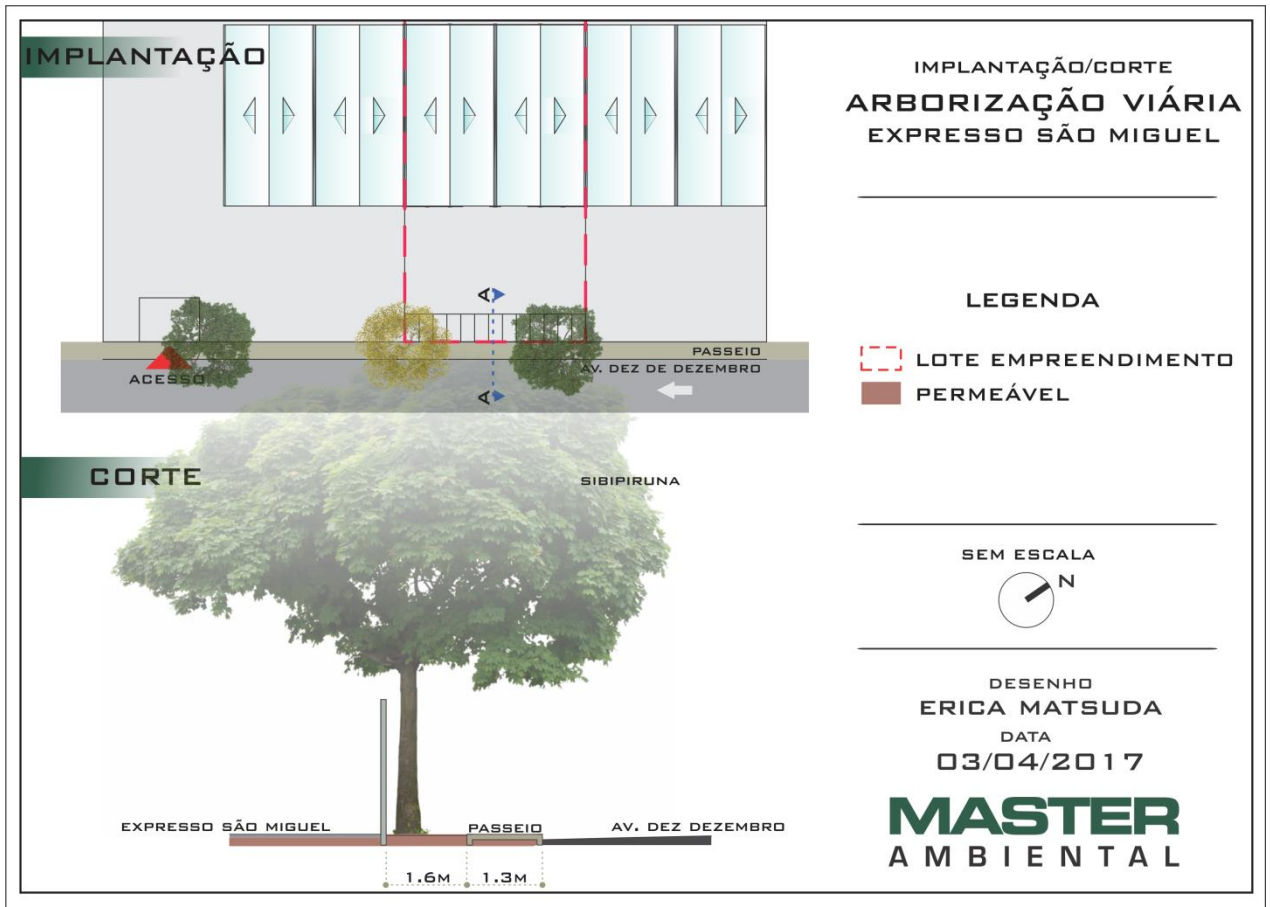 IMPLANTAÇÃO
A
PASSEIO
ACESSO
AV. DEZ DE DEZEMBRO
A
CORTE
SIBIPIRUNA
EXPRESSO SÃO MIGUEL
PASSEIO
AV. DEZ DEZEMBRO
1.6M
1.3M
IMPLANTAÇÃO/CORTE
ARBORIZAÇÃO VIÁRIA
EXPRESSO SÃO MIGUEL
LEGENDA
LOTE EMPREENDIMENTO
PERMEÁVEL
SEM ESCALA
N
DESENHO
ERICA MATSUDA
DATA
03/04/2017
MASTER
AMBIENTAL